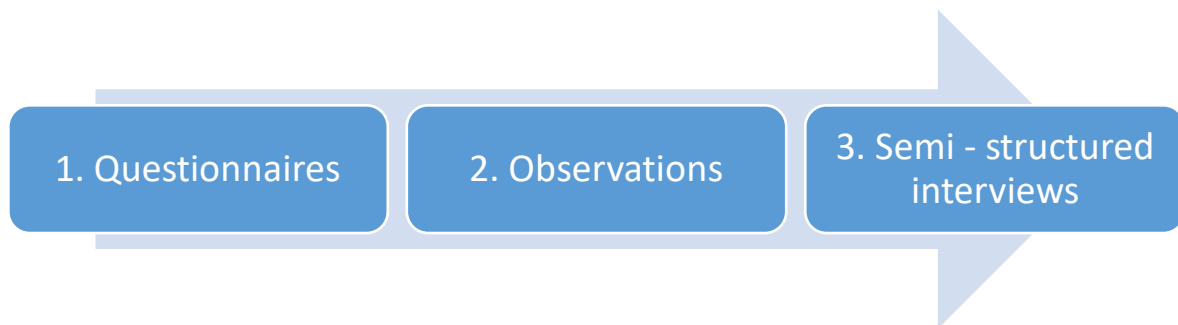 1. Questionnaires
2. Observations
3. Semi - structured
interviews